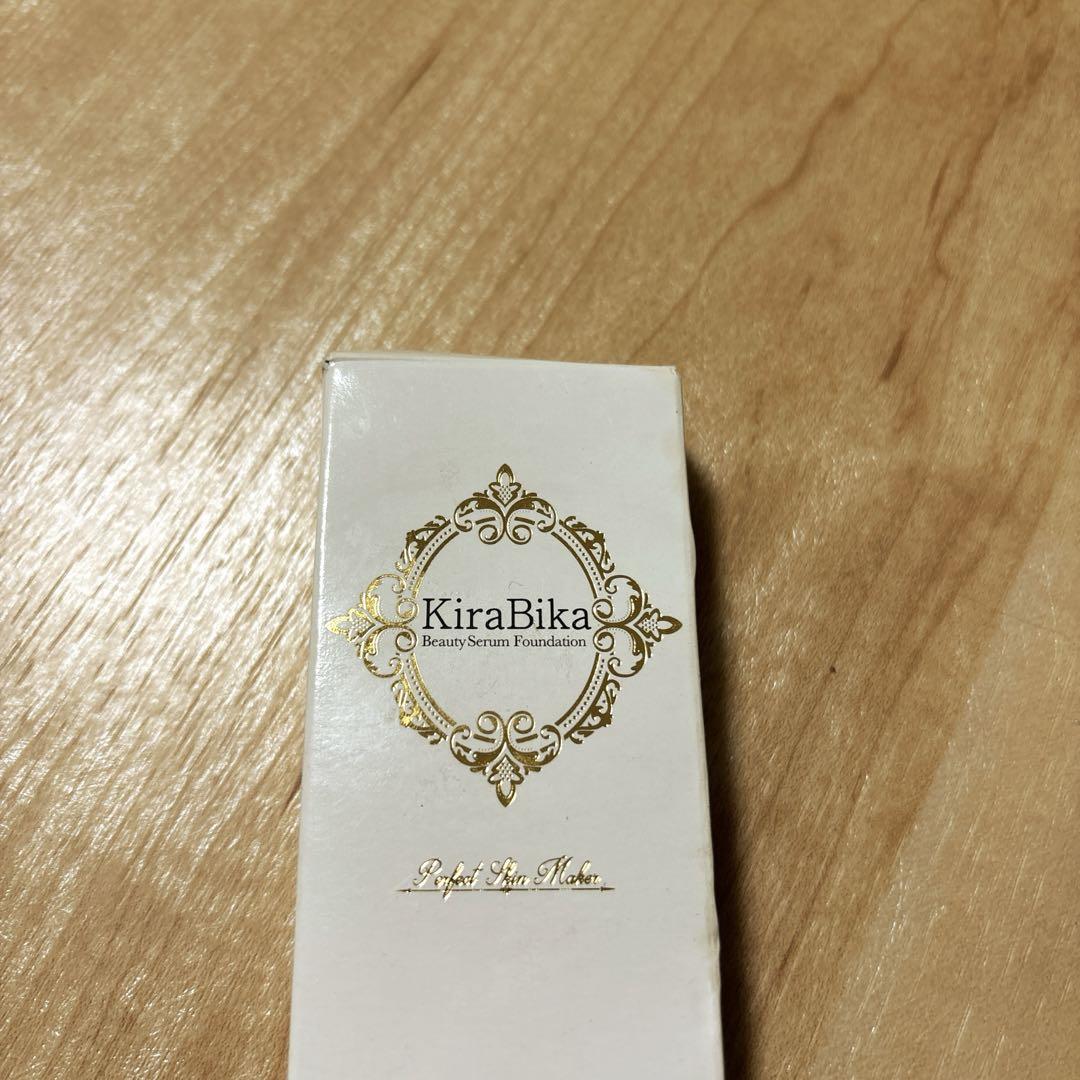 KiraBika
Beauty Serum Foundation
Perfect Skin Maker